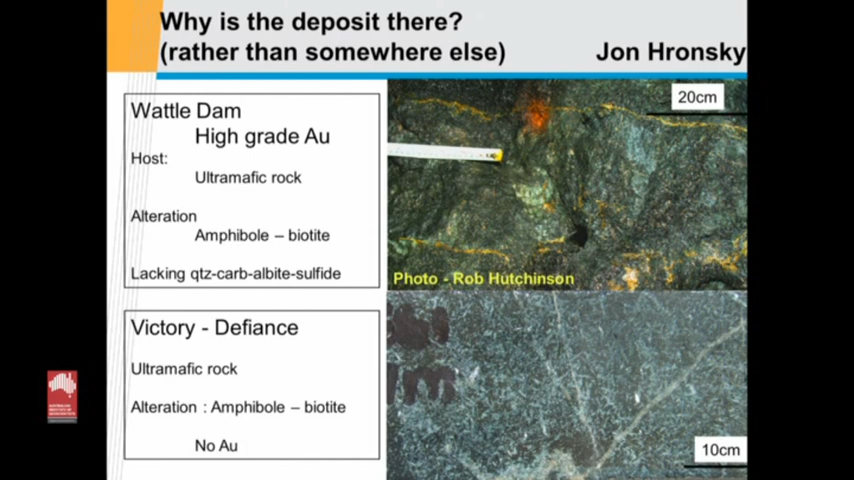 Why is the deposit there?
(rather than somewhere else)
Jon Hronsky
Wattle Dam
High grade Au
Host:
Ultramafic rock
Alteration
Amphibole – biotite
Lacking qtz-carb-albite-sulfide
20cm
Photo - Rob Hutchinson
Victory - Defiance
Ultramafic rock
Alteration : Amphibole – biotite
No Au
10cm